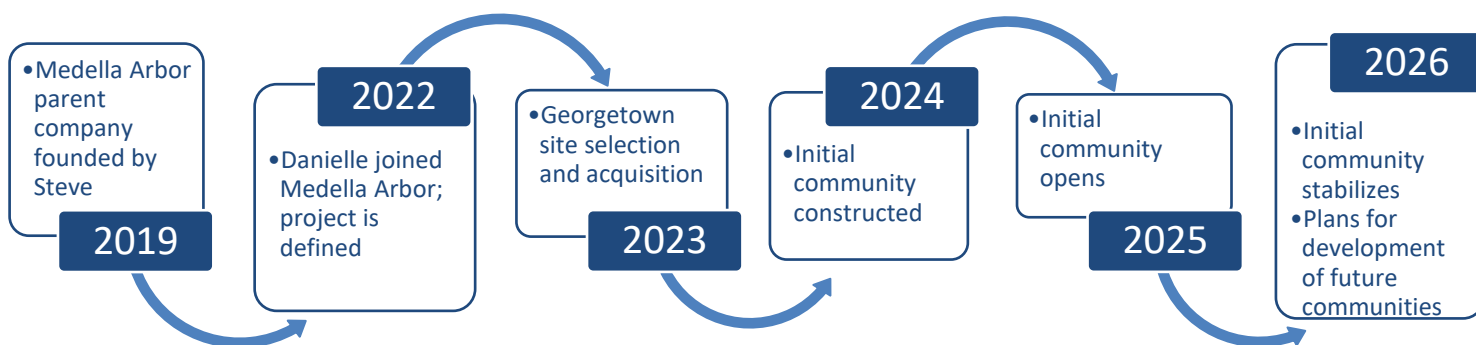 •Medella Arbor
parent
company
founded by
Steve
2019
2022
•Danielle joined
Medella Arbor;
project is
defined
•Georgetown
site selection
and acquisition
2023
2024
•Initial
community
constructed
•Initial
community
opens
2025
2026
•Initial
community
stabilizes
•Plans for
development
of future
communities